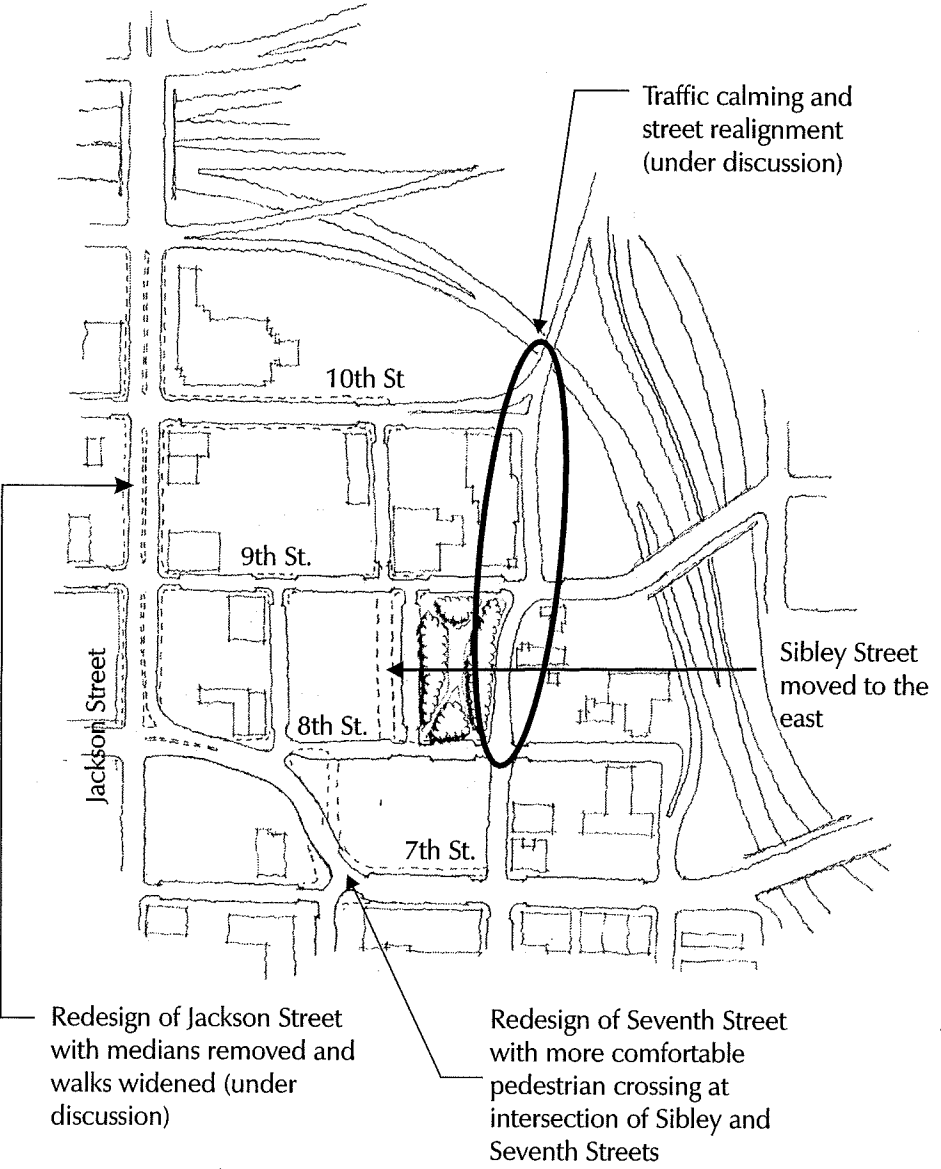 Traffic calming and
street realignment
(under discussion)
10th St
9th St.
Sibley Street
moved to the
east
8th St.
Jackson Street
7th St.
Redesign of Jackson Street
with medians removed and
walks widened (under
discussion)
Redesign of Seventh Street
with more comfortable
pedestrian crossing at
intersection of Sibley and
Seventh Streets